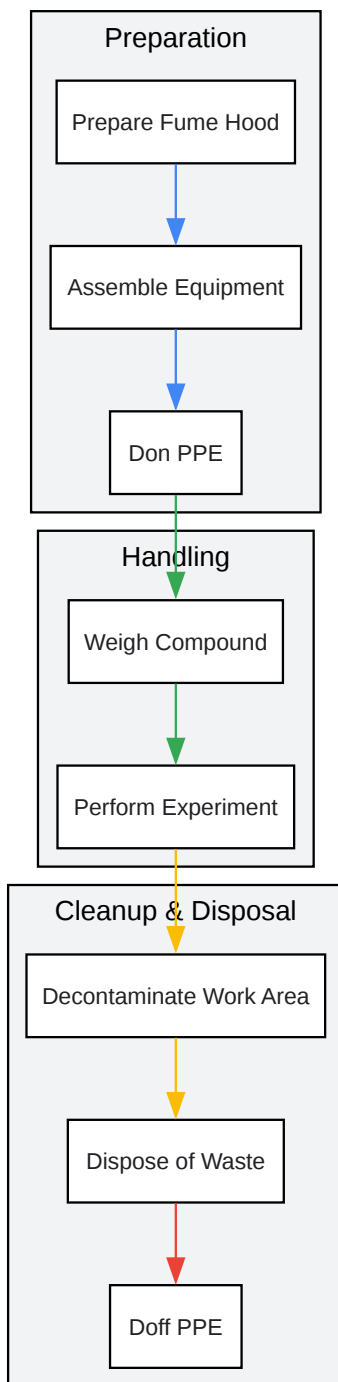 Preparation
Prepare Fume Hood
Assemble Equipment
Don PPE
Handling
Weigh Compound
Perform Experiment
Cleanup & Disposal
Decontaminate Work Area
Dispose of Waste
Doff PPE